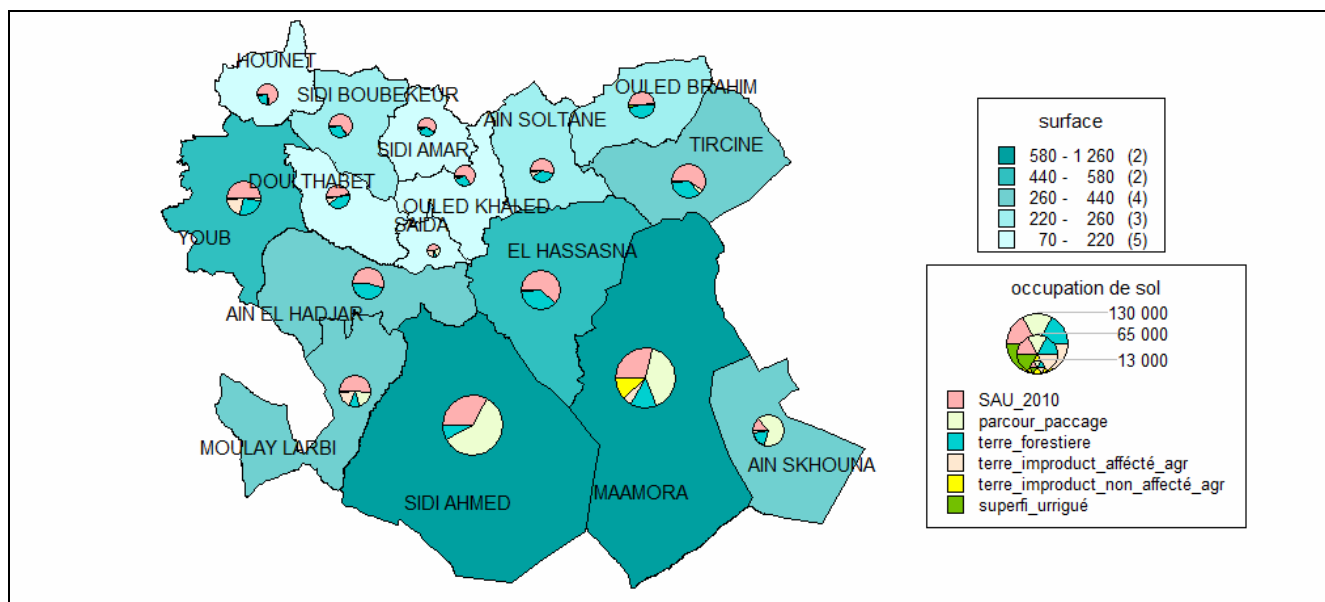 HOUNET
SIDI BOUBEKEUR
OULED BRAHIM
AIN SOLTANE
SIDI AMAR
TIRCINE
DOUI THABET
OULED KHALED
SAIDA
YOUB
EL HASSASNA
AIN EL HADJAR
MOULAY LARBI
AIN SKHOUNA
SIDI AHMED
MAAMORA
surface
580 - 1 260 (2)
440 - 580 (2)
260 - 440 (4)
220 - 260 (3)
70 - 220 (5)
occupation de sol
130 000
65 000
13 000
SAU_2010
parcour_paccage
terre_forestiere
terre_improduct_affécté_agr
terre_improduct_non_affecté_agr
superfi_urrigué